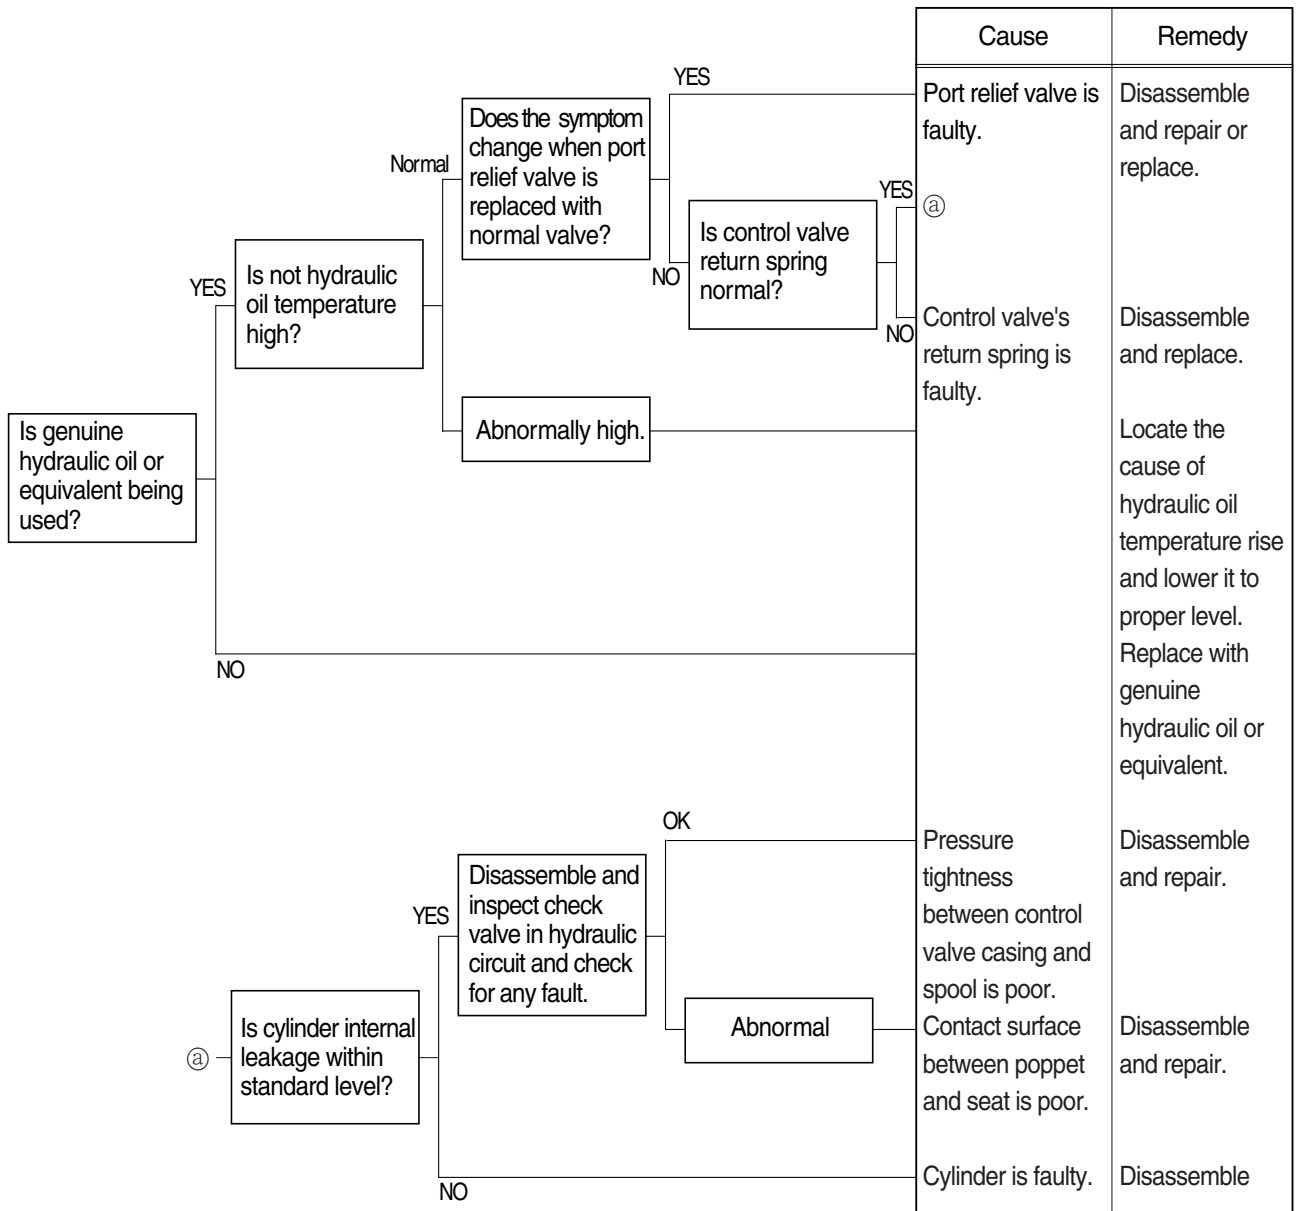 Cause
Remedy
YES
Port relief valve is
faulty.
Disassemble
and repair or
replace.
Does the symptom
change when port
relief valve is
replaced with
normal valve?
Normal
YES
ⓐ
Is control valve
return spring
normal?
NO
YES
Is not hydraulic
oil temperature
high?
NO
Control valve's
return spring is
faulty.
Disassemble
and replace.
Abnormally high.
Locate the
cause of
hydraulic oil
temperature rise
and lower it to
proper level.
Is genuine
hydraulic oil or
equivalent being
used?
NO
Replace with
genuine
hydraulic oil or
equivalent.
OK
Pressure
tightness
between control
valve casing and
spool is poor.
Disassemble
and repair.
Disassemble and
inspect check
valve in hydraulic
circuit and check
for any fault.
YES
Abnormal
Contact surface
between poppet
and seat is poor.
Disassemble
and repair.
ⓐ
Is cylinder internal
leakage within
standard level?
NO
Cylinder is faulty.
Disassemble